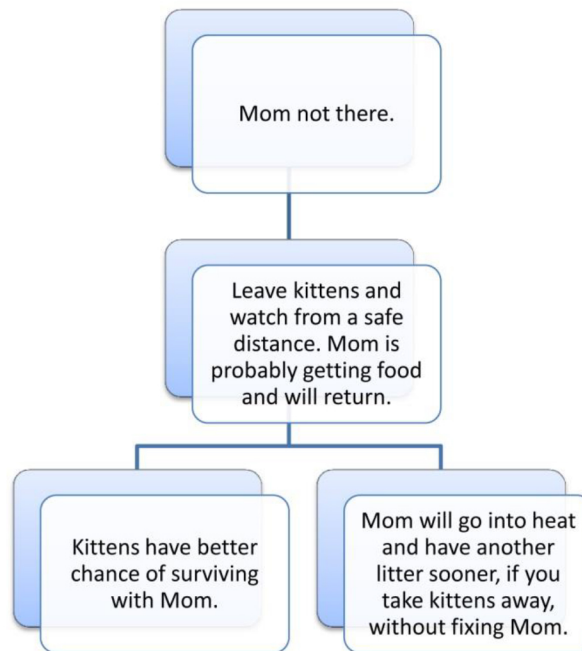 Mom not there.
Leave kittens and
watch from a safe
distance. Mom is
probably getting food
and will return.
Kittens have better
chance of surviving
with Mom.
Mom will go into heat
and have another
litter sooner, if you
take kittens away,
without fixing Mom.